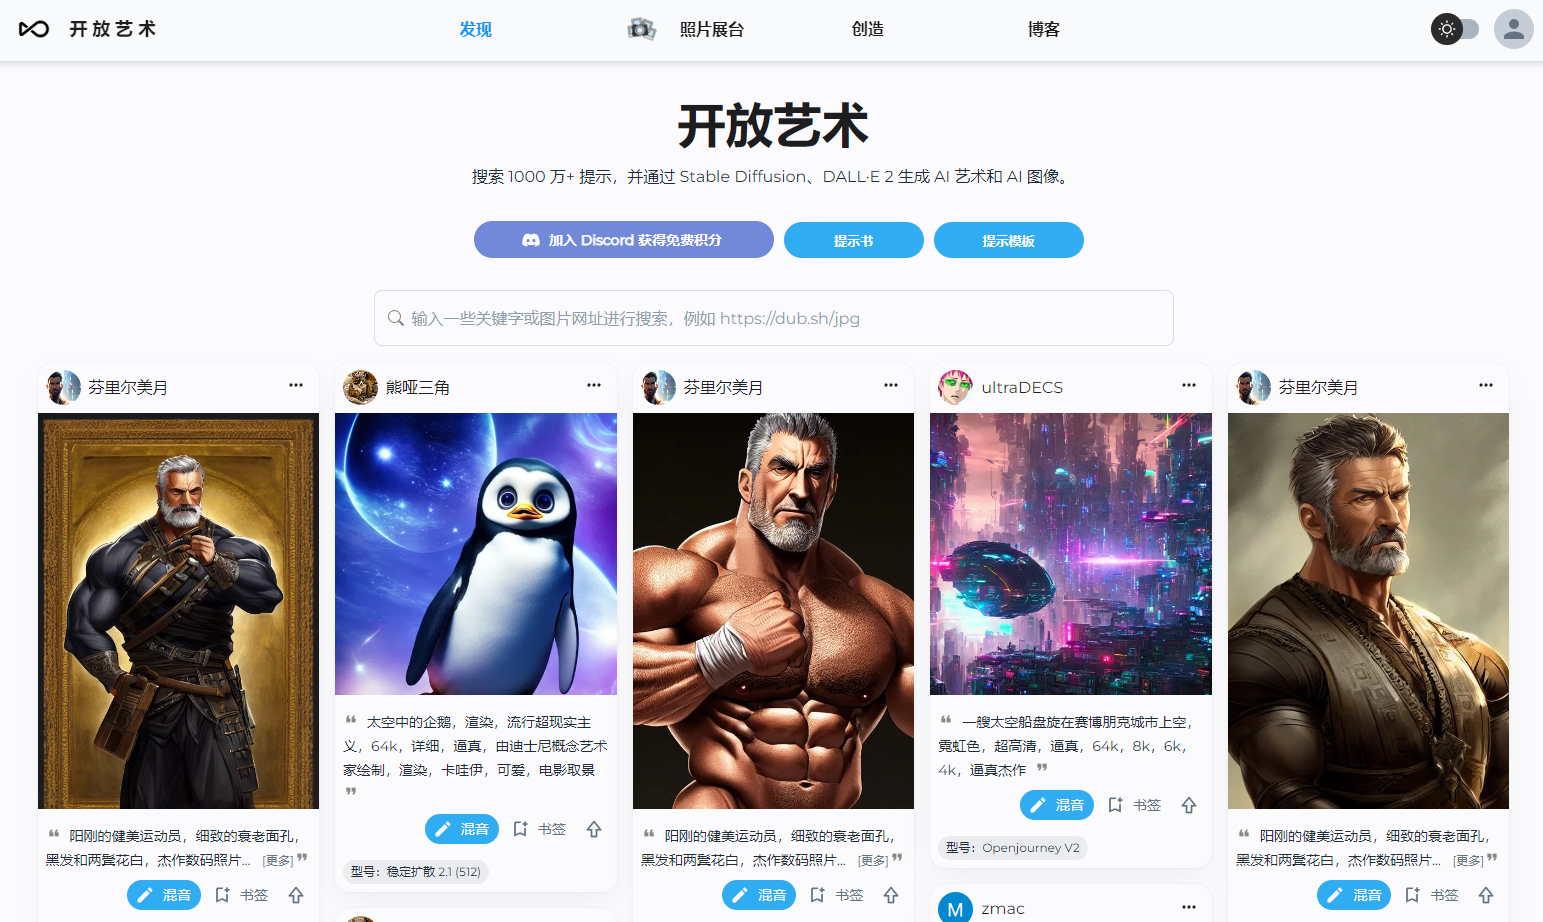 开放艺术
发现
照片展台
创造
博客
开放艺术
搜索 1000 万+ 提示，并通过 Stable Diffusion、DALL·E 2 生成 AI 艺术和 AI 图像。
加入 Discord 获得免费积分
提示书
提示模板
输入一些关键字或图片网址进行搜索，例如 https://dub.sh/jpg
芬里尔美月
❝ 阳刚的健美运动员，细致的衰老面孔，
黑发和两鬓花白，杰作数码照片... [更多] ❞
混音
书签
熊哑三角
❝ 太空中的企鹅，渲染，流行超现实主
义，64k，详细，逼真，由迪士尼概念艺术
家绘制，渲染，卡哇伊，可爱，电影取景
❞
混音
书签
型号：稳定扩散 2.1 (512)
芬里尔美月
❝ 阳刚的健美运动员，细致的衰老面孔，
黑发和两鬓花白，杰作数码照片... [更多] ❞
混音
书签
ultraDECS
❝ 一艘太空船盘旋在赛博朋克城市上空，
霓虹色，超高清，逼真，64k，8k，6k，
4k，逼真杰作 ❞
混音
书签
型号：Openjourney V2
M
zmac
芬里尔美月
❝ 阳刚的健美运动员，细致的衰老面孔，
黑发和两鬓花白，杰作数码照片... [更多] ❞
混音
书签